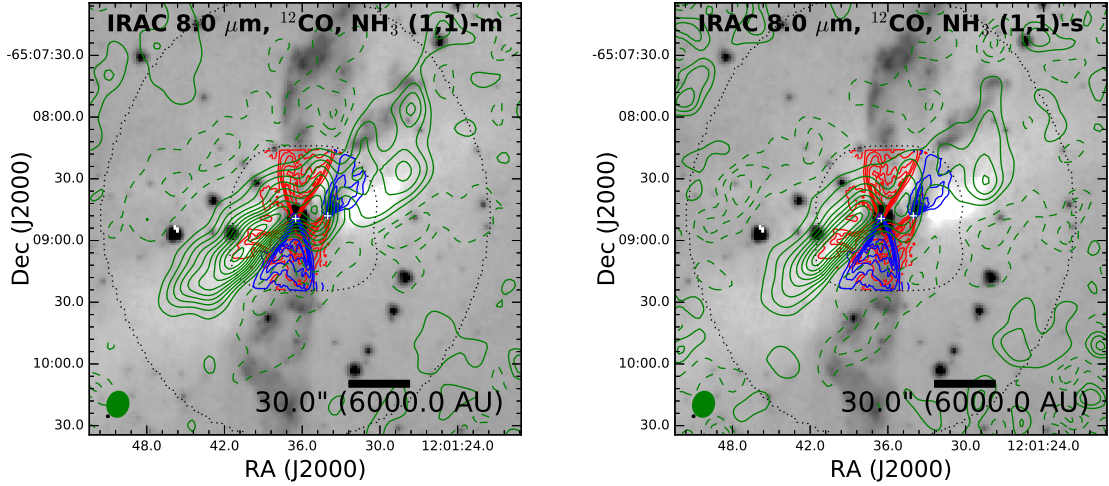 IRAC 8.0 μm, ¹²CO, NH₃ (1,1)-m
-65:07:30.0
08:00.0
30.0
09:00.0
30.0
10:00.0
30.0
Dec (J2000)
30.0" (6000.0 AU)
48.0 42.0 36.0 30.0 12:01:24.0
RA (J2000)
IRAC 8.0 μm, ¹²CO, NH₃ (1,1)-s
-65:07:30.0
08:00.0
30.0
09:00.0
30.0
10:00.0
30.0
Dec (J2000)
30.0" (6000.0 AU)
48.0 42.0 36.0 30.0 12:01:24.0
RA (J2000)